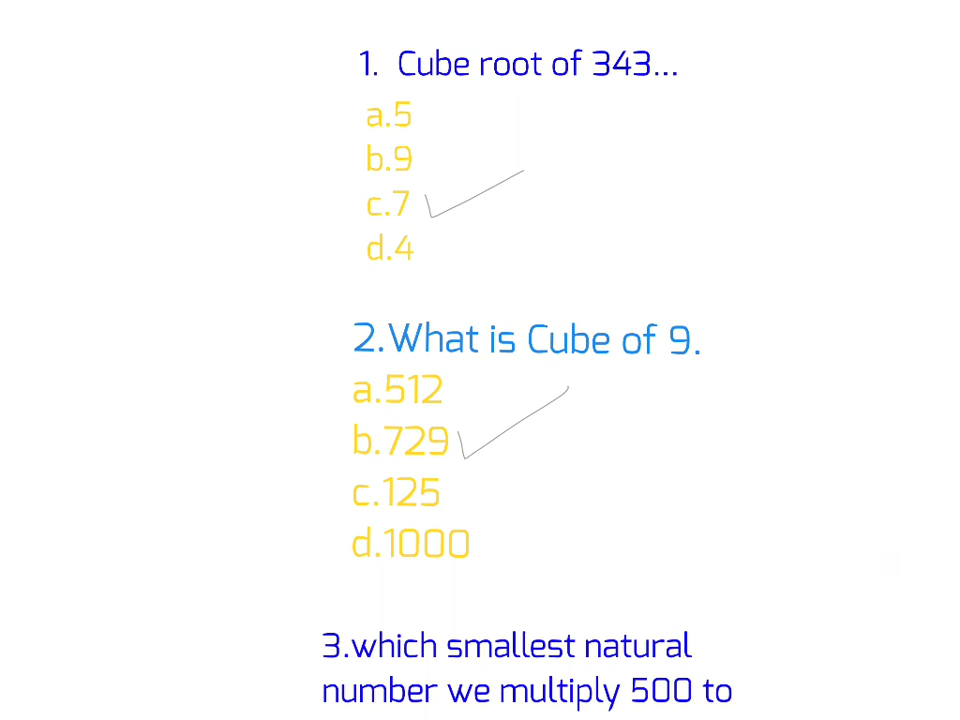 1. Cube root of 343...
a.5
b.9
c.7
d.4
2.What is Cube of 9.
a.512
b.729
c.125
d.1000
3.which smallest natural
number we multiply 500 to